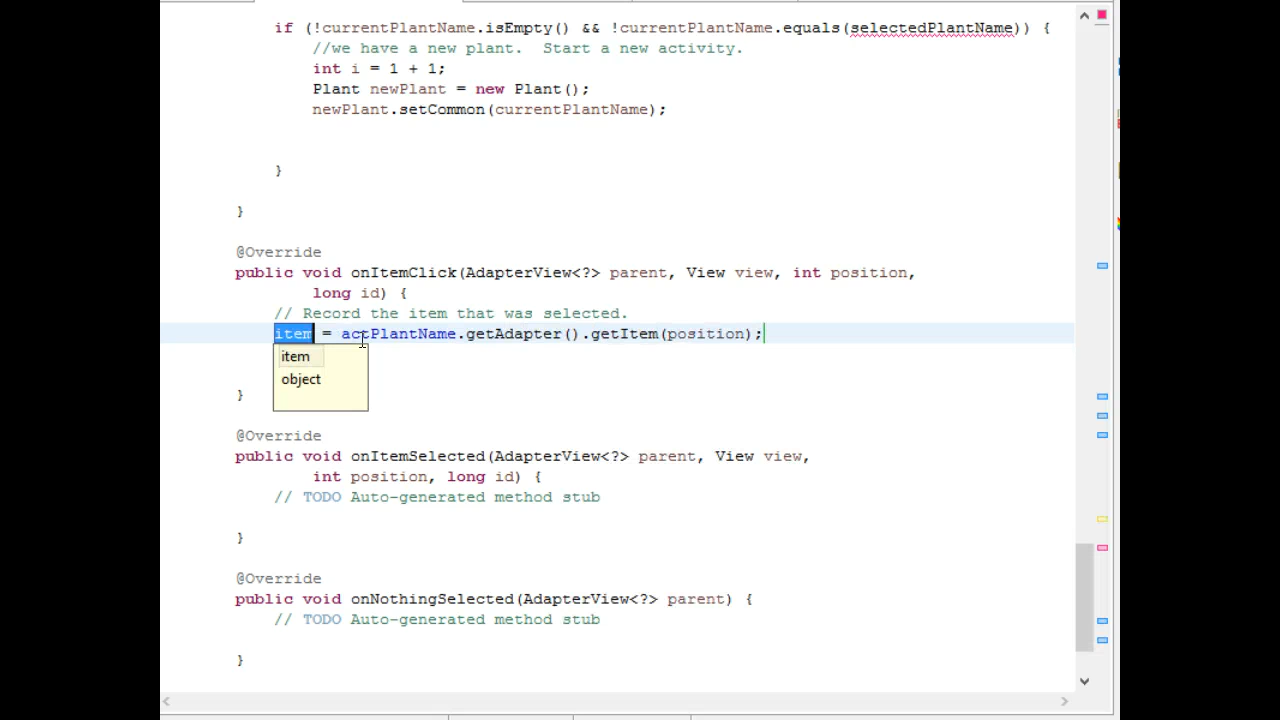 if (!currentPlantName.isEmpty() && !currentPlantName.equals(selectedPlantName)) {
//we have a new plant.  Start a new activity.
int i = 1 + 1;
Plant newPlant = new Plant();
newPlant.setCommon(currentPlantName);
}
}
@Override
public void onItemClick(AdapterView<?> parent, View view, int position,
long id) {
// Record the item that was selected.
item = actPlantName.getAdapter().getItem(position);
item
object
}
@Override
public void onItemSelected(AdapterView<?> parent, View view,
int position, long id) {
// TODO Auto-generated method stub
}
@Override
public void onNothingSelected(AdapterView<?> parent) {
// TODO Auto-generated method stub
}